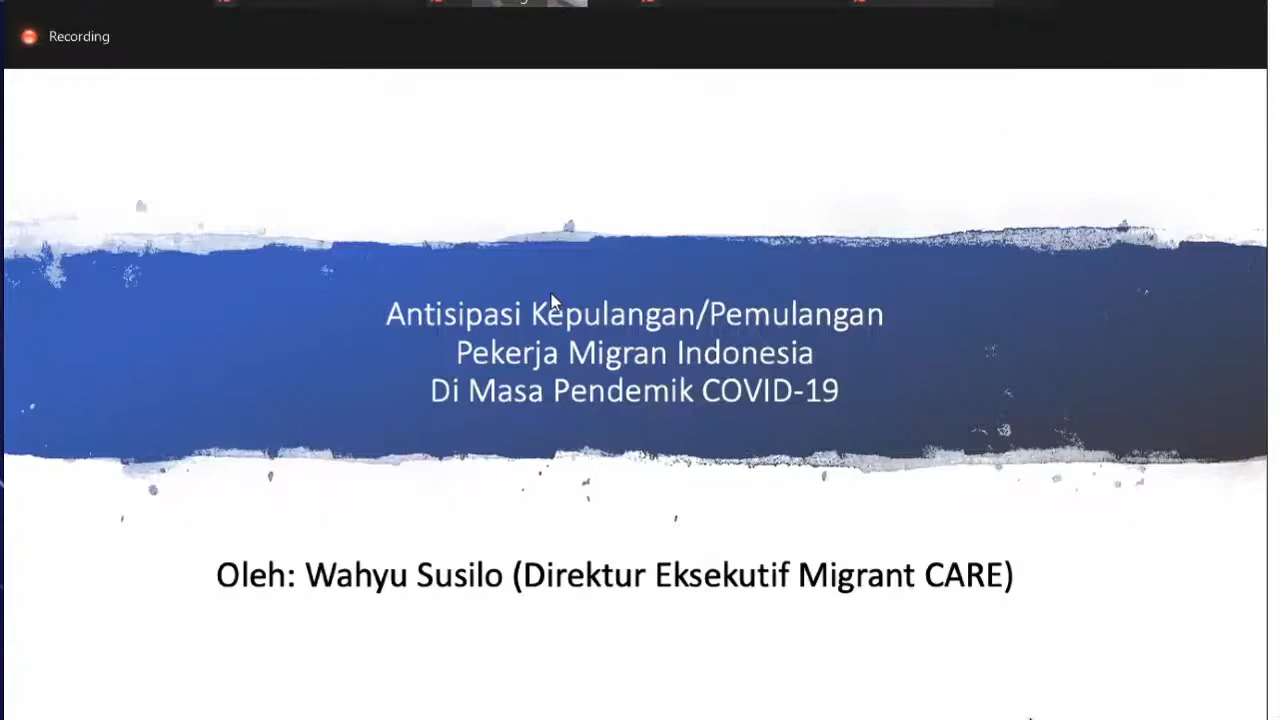 Recording
Antisipasi Kepulangan/Pemulangan
Pekerja Migran Indonesia
Di Masa Pendemik COVID-19
Oleh: Wahyu Susilo (Direktur Eksekutif Migrant CARE)